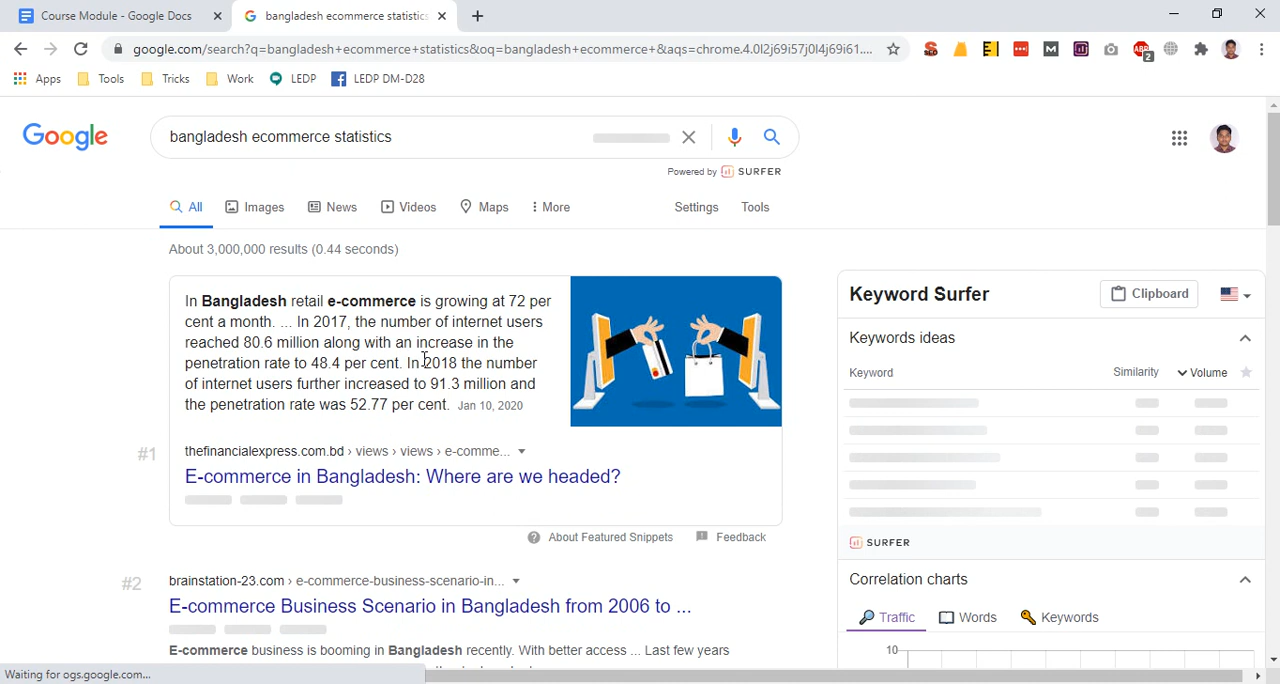 Course Module - Google Docs
bangladesh ecommerce statistics
google.com/search?q=bangladesh+ecommerce+statistics&oq=bangladesh+ecommerce+&aqs=chrome.4.0l2j69i57j0l4j69i61....
SEO
M
ABP
2
Apps
Tools
Tricks
Work
LEDP
LEDP DM-D28
Google
bangladesh ecommerce statistics
Powered by SURFER
All
Images
News
Videos
Maps
More
Settings
Tools
About 3,000,000 results (0.44 seconds)
In Bangladesh retail e-commerce is growing at 72 per
cent a month. ... In 2017, the number of internet users
reached 80.6 million along with an increase in the
penetration rate to 48.4 per cent. In 2018 the number
of internet users further increased to 91.3 million and
the penetration rate was 52.77 per cent. Jan 10, 2020
#1
thefinancialexpress.com.bd › views › views › e-comme...
E-commerce in Bangladesh: Where are we headed?
About Featured Snippets
Feedback
#2
brainstation-23.com › e-commerce-business-scenario-in...
E-commerce Business Scenario in Bangladesh from 2006 to ...
E-commerce business is booming in Bangladesh recently. With better access ... Last few years
Keyword Surfer
Clipboard
Keywords ideas
Keyword
Similarity
Volume
SURFER
Correlation charts
Traffic
Words
Keywords
10
Waiting for ogs.google.com...